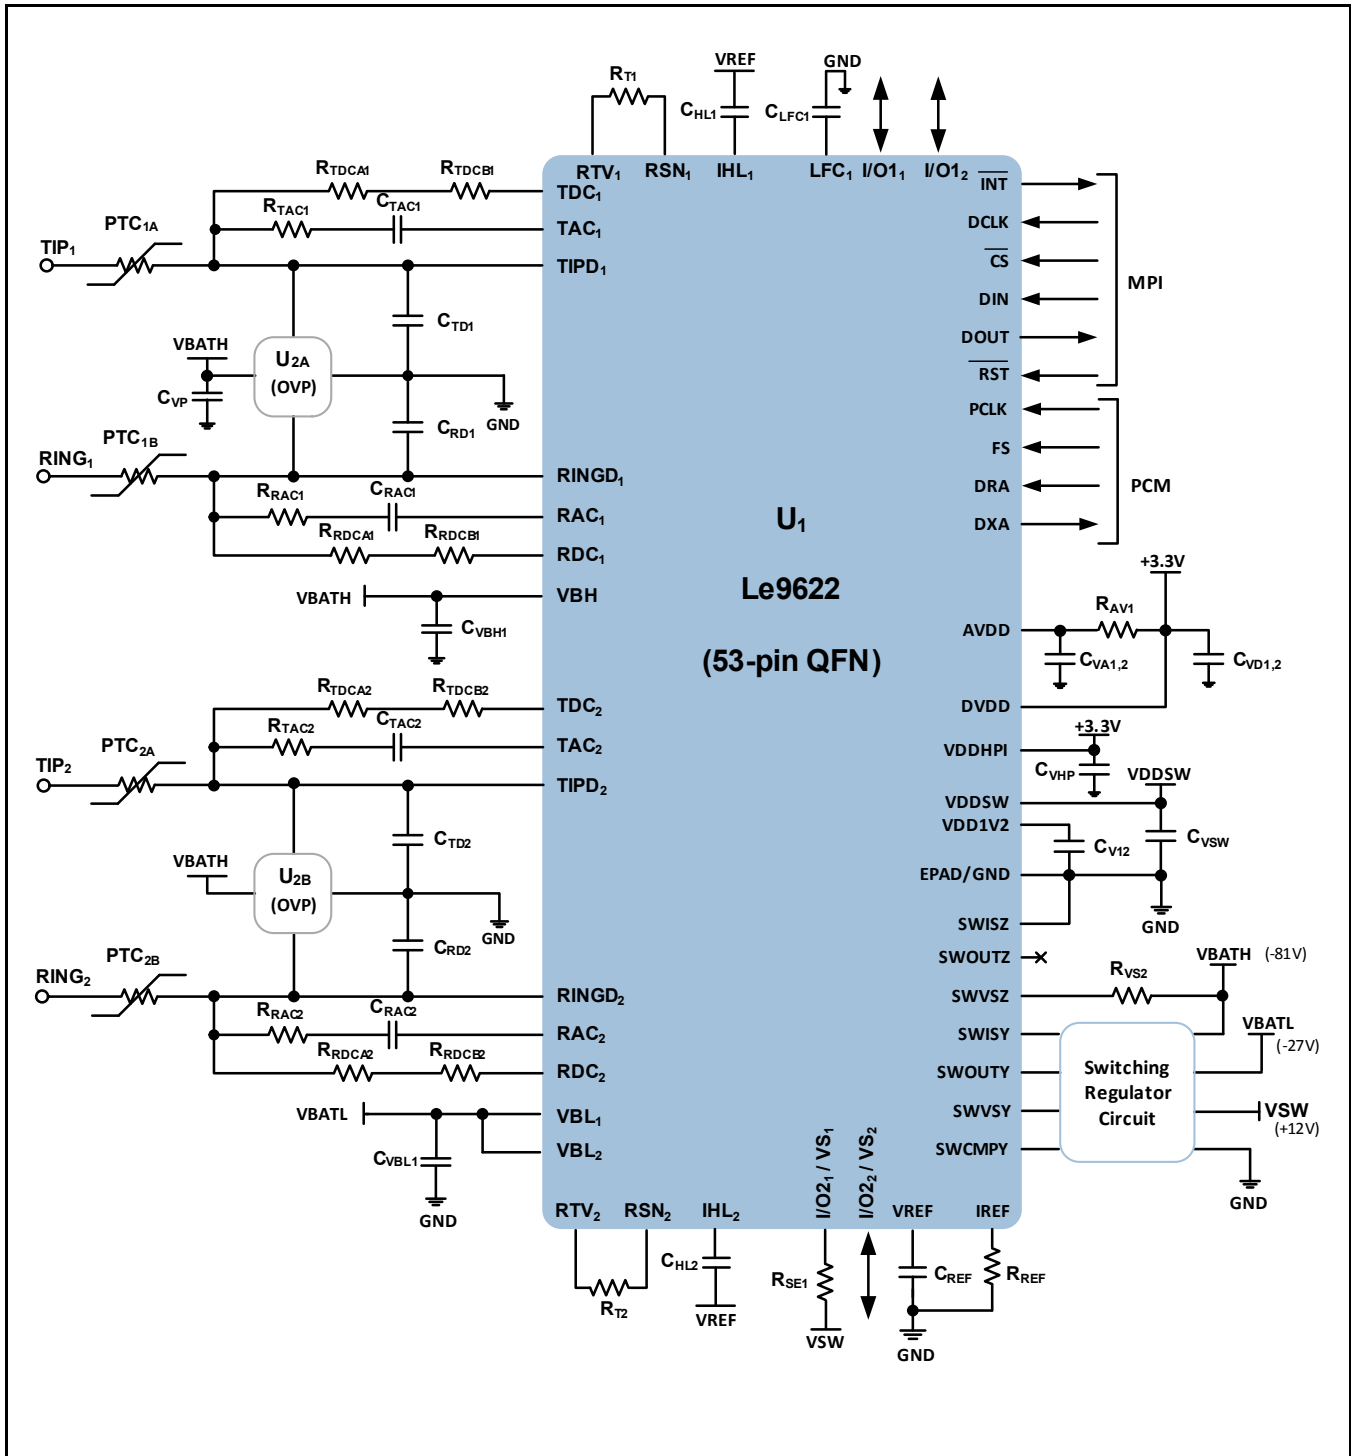 VREF
GND
RT1
CHL1
CLFC1
RTV1
RSN1
IHL1
LFC1
I/O11
I/O12
RTDCA1
RTDCB1
TDC1
RTAC1
CTAC1
TAC1
PTC1A
TIP1
TIPD1
CTD1
VBATH
U2A
(OVP)
CVP
GND
CRD1
PTC1B
RING1
RINGD1
RRAC1
CRAC1
RAC1
RRDCA1
RRDCB1
RDC1
VBATH
VBH
CVBH1
RTDCA2
RTDCB2
TDC2
RTAC2
CTAC2
TAC2
PTC2A
TIP2
TIPD2
CTD2
VBATH
U2B
(OVP)
GND
CRD2
PTC2B
RING2
RINGD2
RRAC2
CRAC2
RAC2
RRDCA2
RRDCB2
RDC2
VBATL
VBL1
VBL2
CVBL1
GND
U1
Le9622
(53-pin QFN)
INT
DCLK
CS
DIN
DOUT
RST
MPI
PCLK
FS
DRA
DXA
PCM
+3.3V
RAV1
AVDD
CVA1,2
CVD1,2
DVDD
+3.3V
VDDHPI
CVHP
VDDSW
VDDSW
VDD1V2
CV12
CVSW
EPAD/GND
SWISZ
GND
SWOUTZ
VBATH (-81V)
RVS2
SWVSZ
SWISY
VBATL
(-27V)
SWOUTY
Switching
Regulator
Circuit
SWVSY
VSW
(+12V)
SWCMPY
GND
RTV2
RSN2
IHL2
I/O21 / VS1
I/O22 / VS2
VREF
IREF
RT2
CHL2
VREF
RSE1
VSW
CREF
RREF
GND